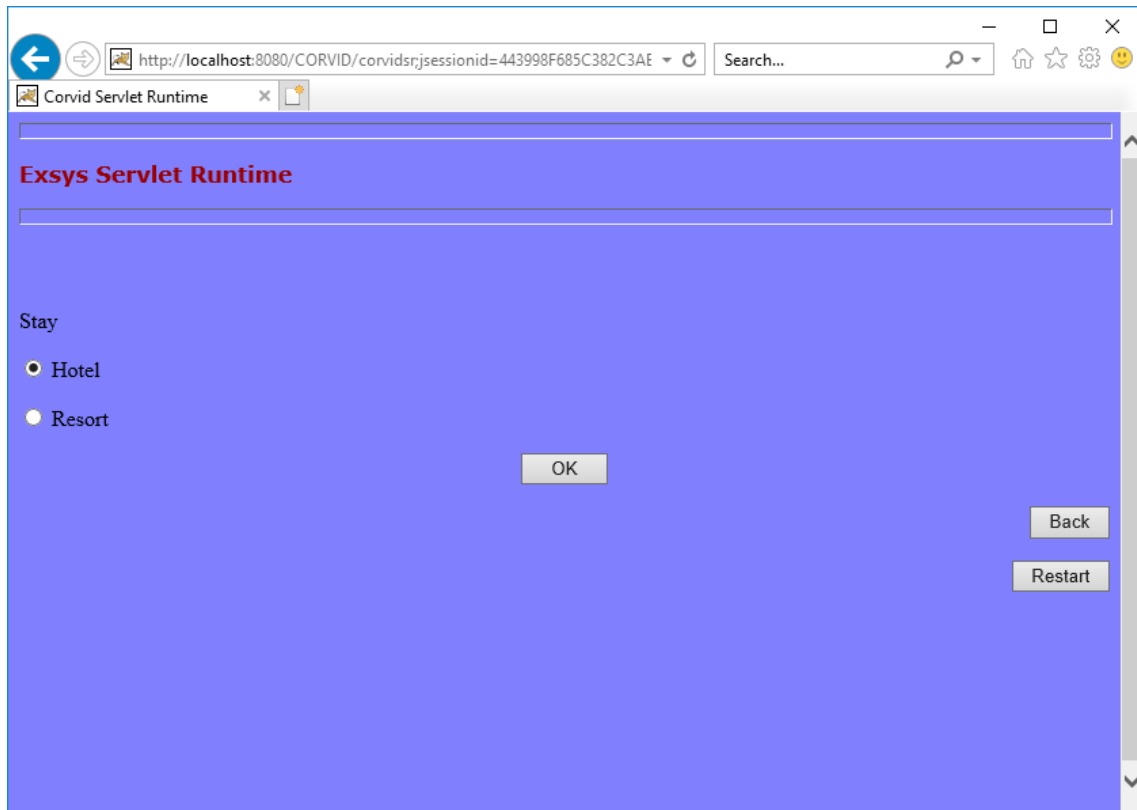 http://localhost:8080/CORVID/corvidsr;jsessionid=443998F685C382C3AE
Search...
Corvid Servlet Runtime
Exsys Servlet Runtime
Stay
Hotel
Resort
OK
Back
Restart